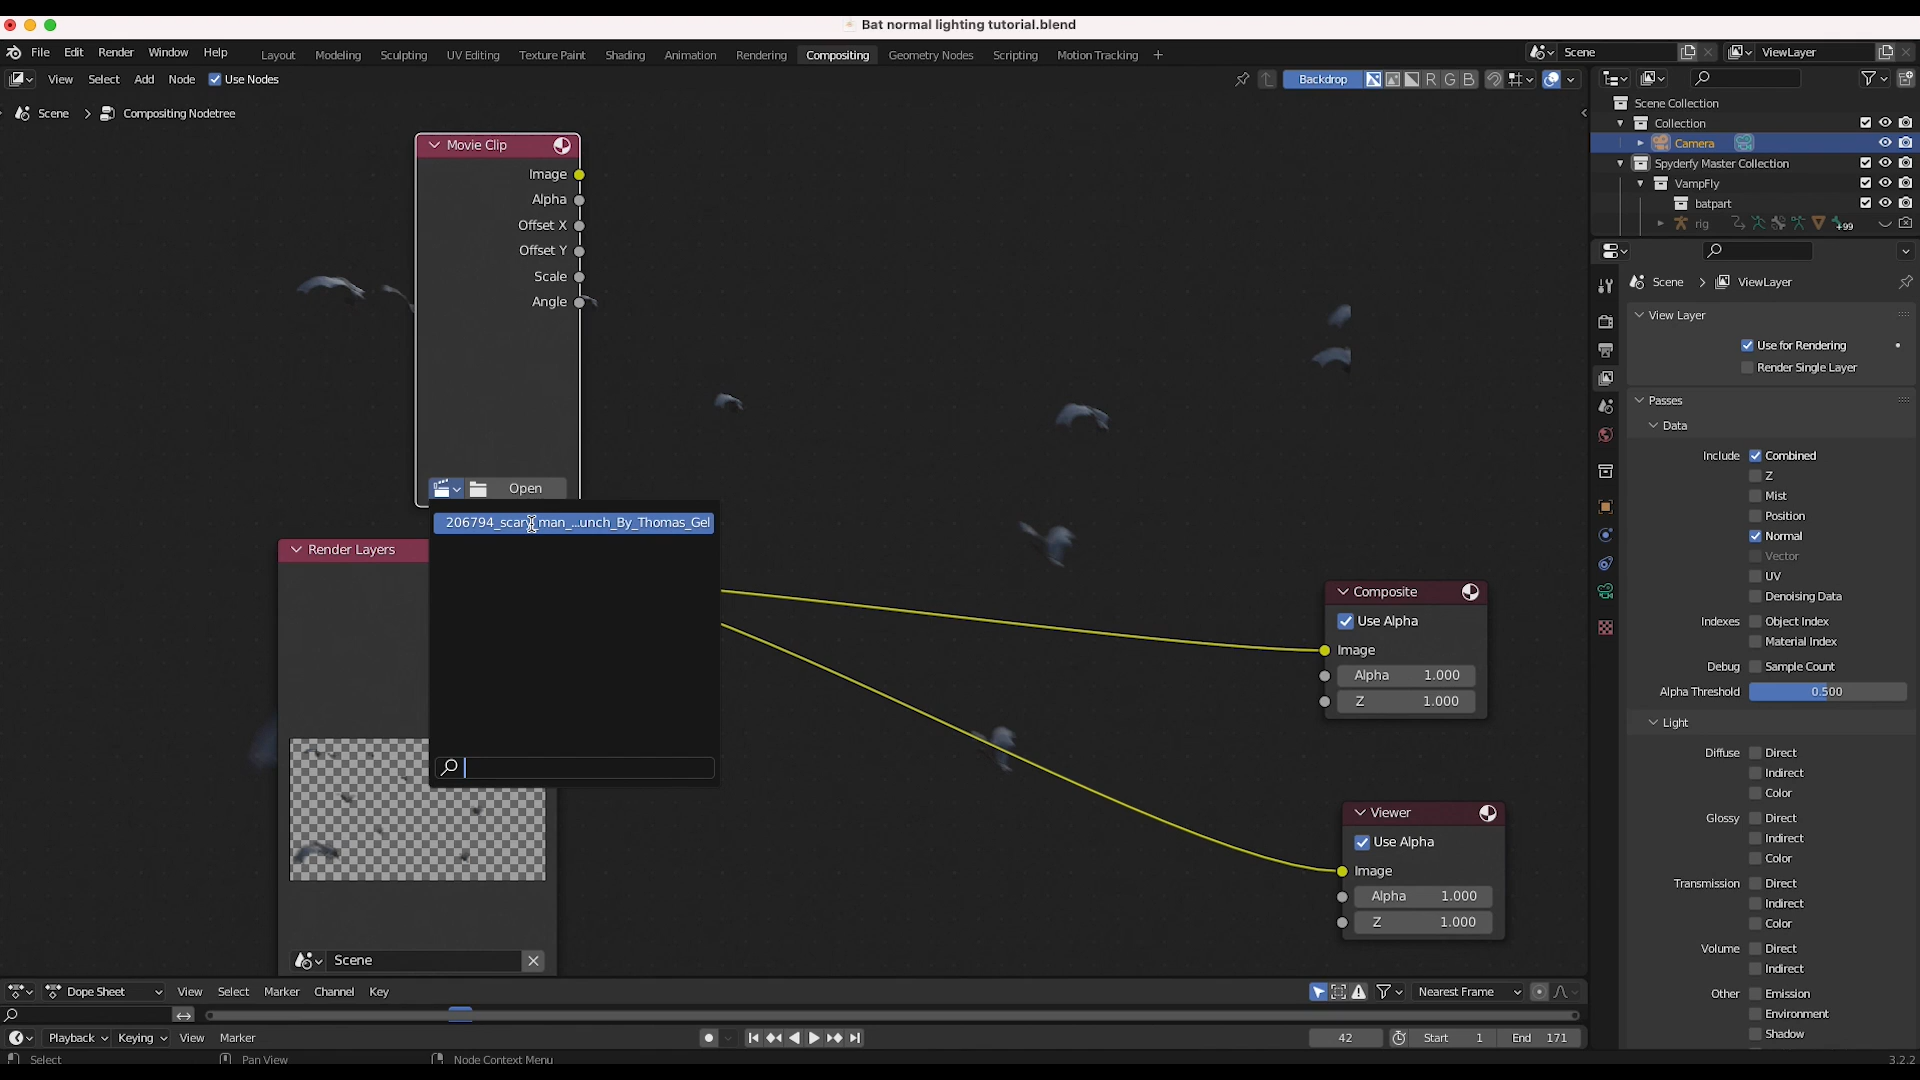 Bat normal lighting tutorial.blend
File Edit Render Window Help Layout Modeling Sculpting UV Editing Texture Paint Shading Animation Rendering Compositing Geometry Nodes Scripting Motion Tracking + Scene ViewLayer
View Select Add Node Use Nodes Backdrop R G B
Scene > Compositing Nodetree
Movie Clip
Image
Alpha
Offset X
Offset Y
Scale
Angle
Open
206794_scary_man_...unch_By_Thomas_Gel
Render Layers
Scene
Composite
Use Alpha
Image
Alpha 1.000
Z 1.000
Viewer
Use Alpha
Image
Alpha 1.000
Z 1.000
Scene Collection
Collection
Camera
Spyderfy Master Collection
VampFly
batpart
rig +99
Scene > ViewLayer
View Layer
Use for Rendering
Render Single Layer
Passes
Data
Include Combined
Z
Mist
Position
Normal
Vector
UV
Denoising Data
Indexes Object Index
Material Index
Debug Sample Count
Alpha Threshold 0.500
Light
Diffuse Direct
Indirect
Color
Glossy Direct
Indirect
Color
Transmission Direct
Indirect
Color
Volume Direct
Indirect
Other Emission
Environment
Shadow
Dope Sheet View Select Marker Channel Key Nearest Frame
Playback Keying View Marker 42 Start 1 End 171
Select Pan View Node Context Menu 3.2.2